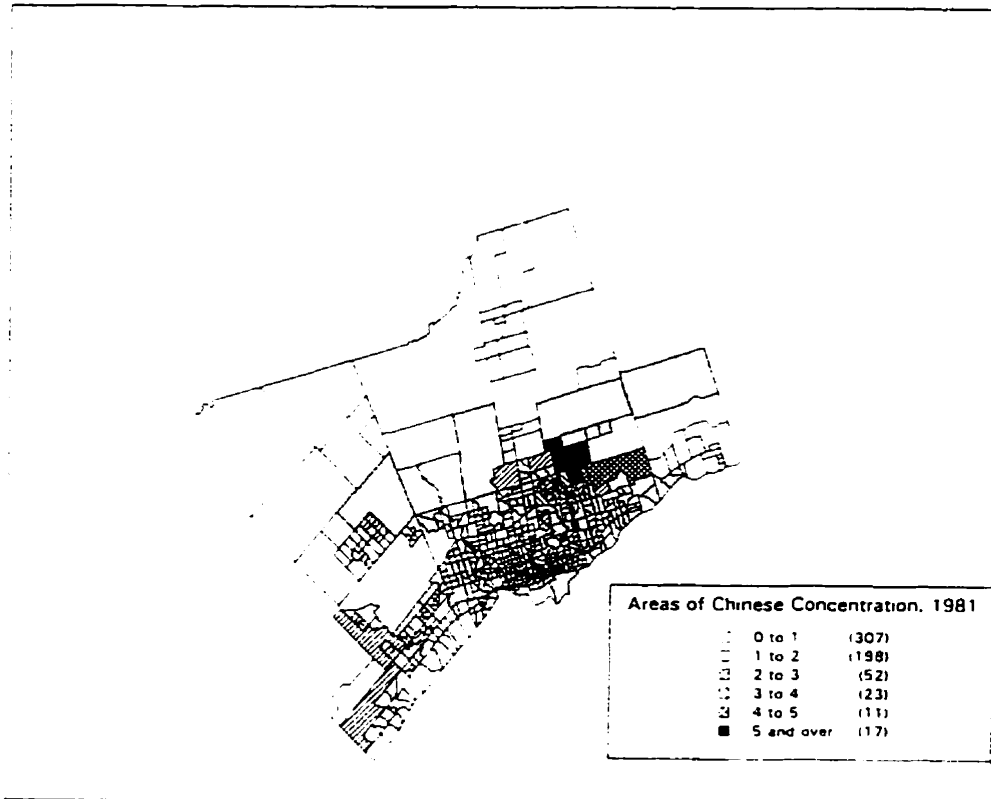 Areas of Chinese Concentration, 1981
0 to 1 (307)
1 to 2 (198)
2 to 3 (52)
3 to 4 (23)
4 to 5 (11)
5 and over (17)